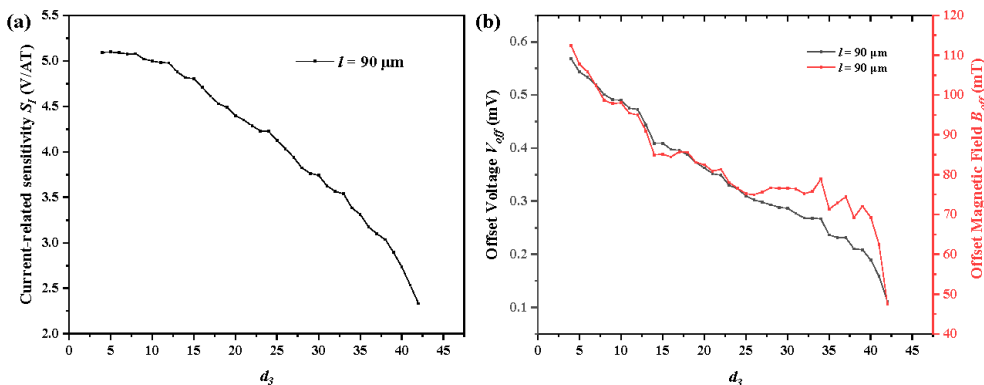 (a)
5.5
5.0
4.5
4.0
3.5
3.0
2.5
2.0
Current-related sensitivity S_I (V/AT)
l = 90 μm
0 5 10 15 20 25 30 35 40 45
d_3
(b)
0.6
0.5
0.4
0.3
0.2
0.1
Offset Voltage V_off (mV)
l = 90 μm
l = 90 μm
120
110
100
90
80
70
60
50
40
Offset Magnetic Field B_off (mT)
0 5 10 15 20 25 30 35 40 45
d_3